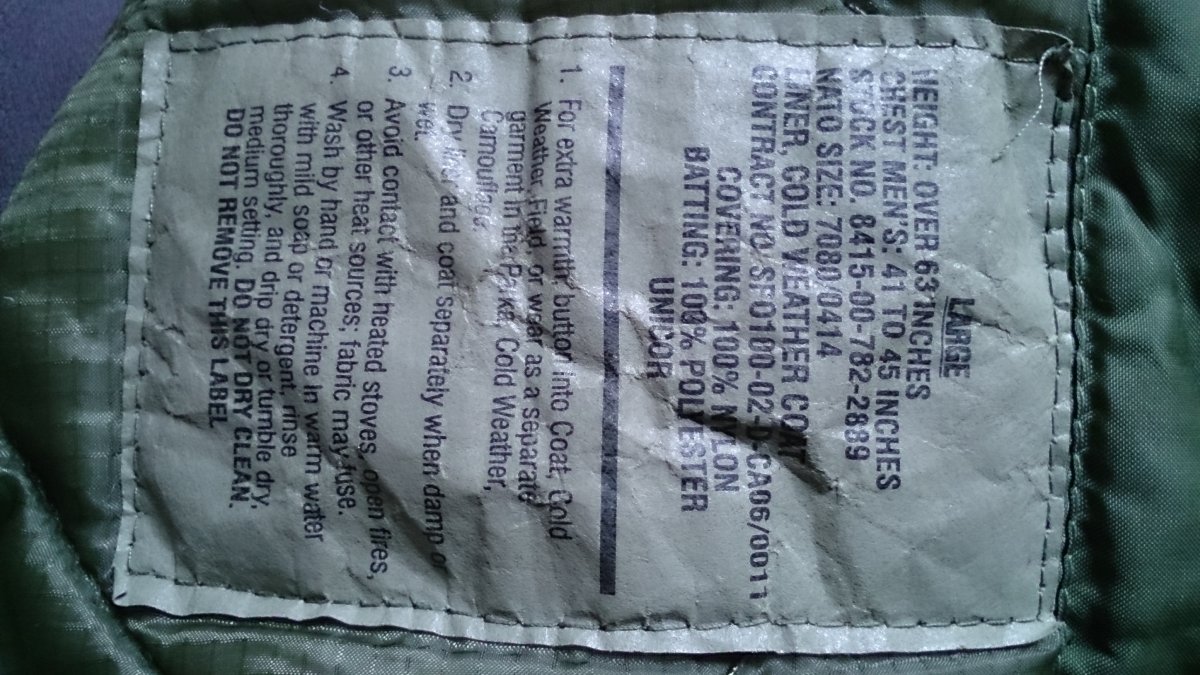 LARGE
HEIGHT: OVER 63 INCHES
CHEST MEN'S: 41 TO 45 INCHES
STOCK NO. 8415-00-782-2889
NATO SIZE: 7080/0414
LINER, COLD WEATHER COAT
CONTRACT NO. SPO100-02-D-CA06/0011
COVERING: 100% NYLON
BATTING: 100% POLYESTER
UNICOR
1. For extra warmth button into Coat, Cold
Weather, Field or wear as a separate
garment in the Parka, Cold Weather,
Camouflage.
2. Dry liner and coat separately when damp or
wet.
3. Avoid contact with heated stoves, open fires,
or other heat sources; fabric may fuse.
4. Wash by hand or machine in warm water
with mild soap or detergent, rinse
thoroughly, and drip dry or tumble dry,
medium setting. DO NOT DRY CLEAN.
DO NOT REMOVE THIS LABEL